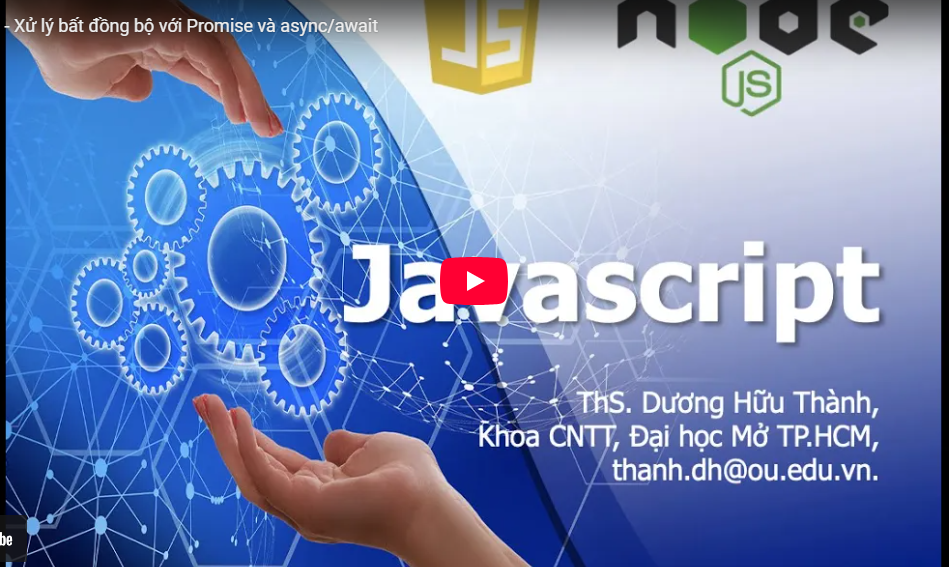 - Xử lý bất đồng bộ với Promise và async/await
JS
node
JS
Javascript
ThS. Dương Hữu Thành,
Khoa CNTT, Đại học Mở TP.HCM,
thanh.dh@ou.edu.vn.
be